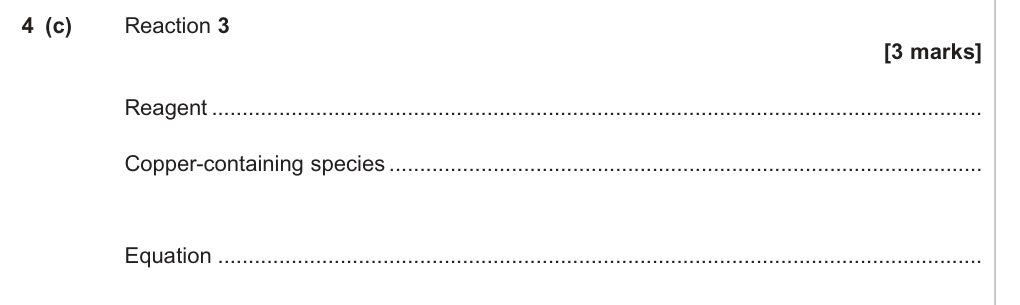 4 (c) Reaction 3
[3 marks]
Reagent ................................................................................................................................
Copper-containing species ..................................................................................................
Equation ...............................................................................................................................